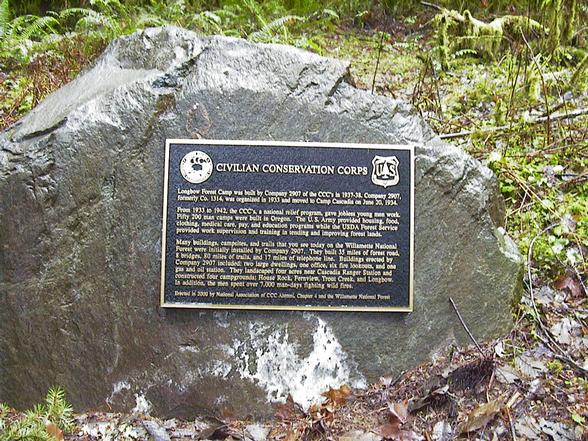 CIVILIAN CONSERVATION CORPS
US
Longbow Forest Camp was built by Company 2907 of the CCC's in 1937-38. Company 2907,
formerly Co. 1314, was organized in 1933 and moved to Camp Cascadia on June 20, 1934.
From 1933 to 1942, the CCC's, a national relief program, gave jobless young men work.
Fifty 200 man camps were built in Oregon. The U.S. Army provided housing, food,
clothing, medical care, pay, and education programs while the USDA Forest Service
provided work supervision and training in tending and improving forest lands.
Many buildings, campsites, and trails that you see today on the Willamette National
Forest were initially installed by Company 2907. They built 35 miles of forest road,
8 bridges, 80 miles of trails, and 17 miles of telephone line. Buildings erected by
Company 2907 included: two large dwellings, one office, six fire lookouts, and one
gas and oil station. They landscaped four acres near Cascadia Ranger Station and
constructed four campgrounds; House Rock, Fernview, Trout Creek, and Longbow.
In addition, the men spent over 7,000 man-days fighting wild fires.
Erected in 2000 by National Association of CCC Alumni, Chapter 4 and the Willamette National Forest